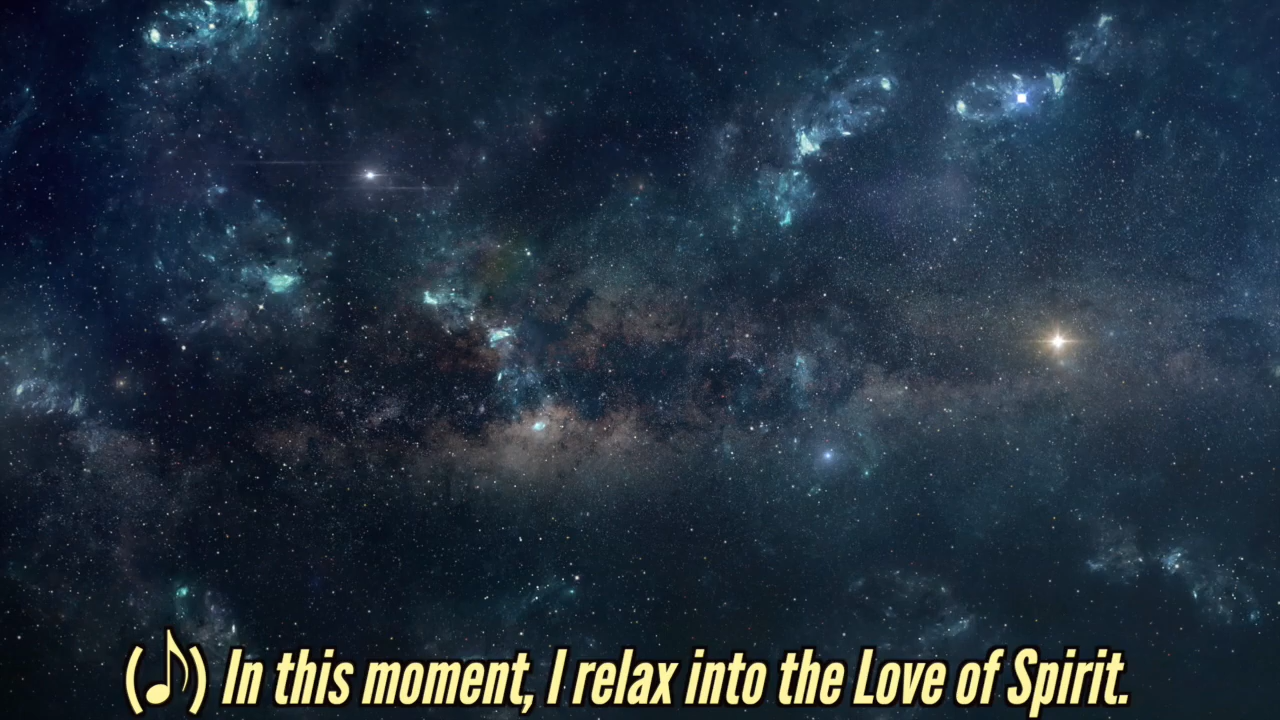 (♪) In this moment, I relax into the Love of Spirit.